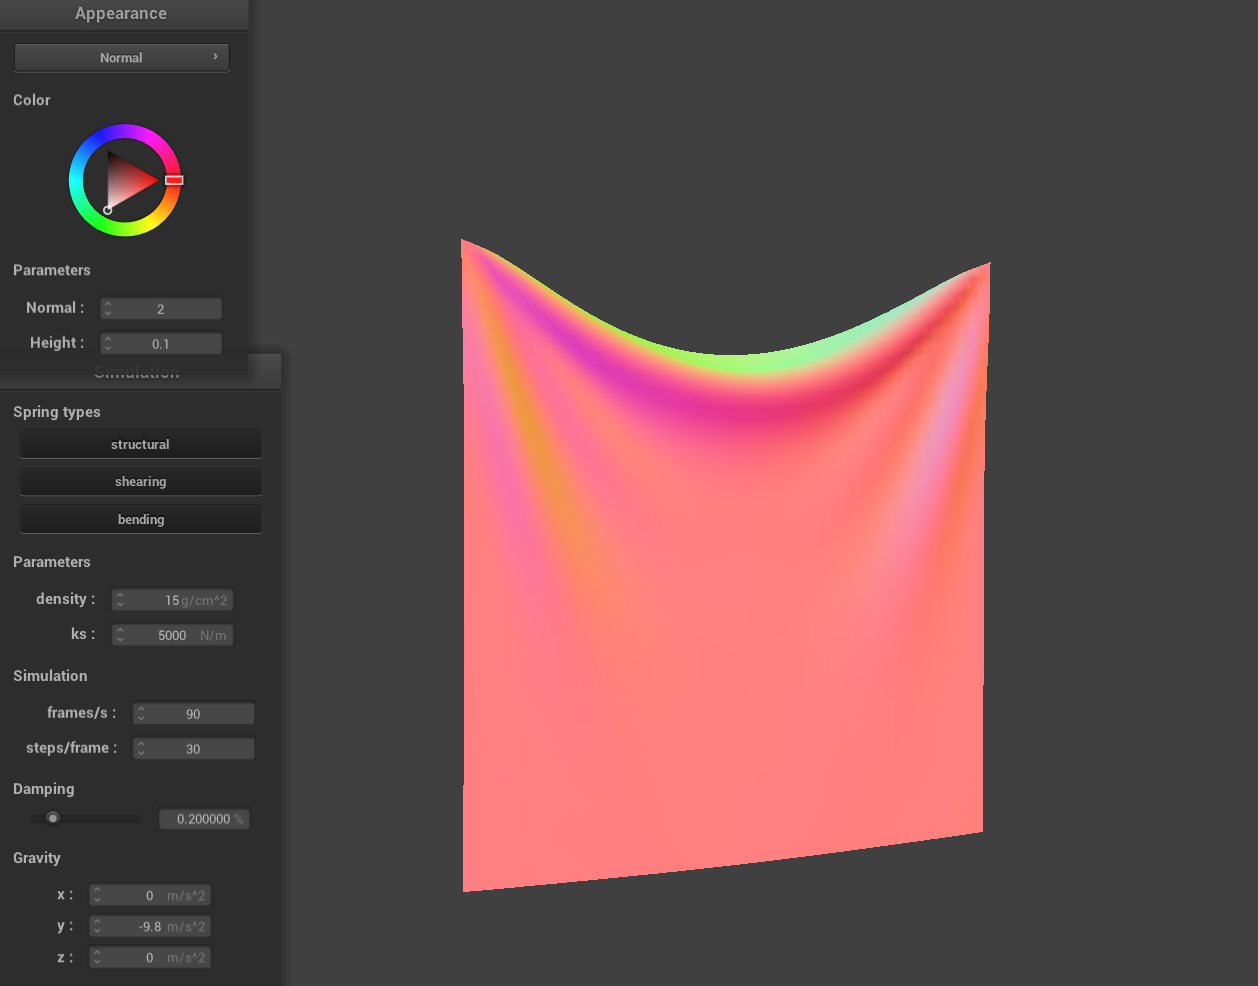 Appearance
Normal
Color
Parameters
Normal : 2
Height : 0.1
Simulation
Spring types
structural
shearing
bending
Parameters
density : 15 g/cm^2
ks : 5000 N/m
Simulation
frames/s : 90
steps/frame : 30
Damping
0.200000 %
Gravity
x : 0 m/s^2
y : -9.8 m/s^2
z : 0 m/s^2